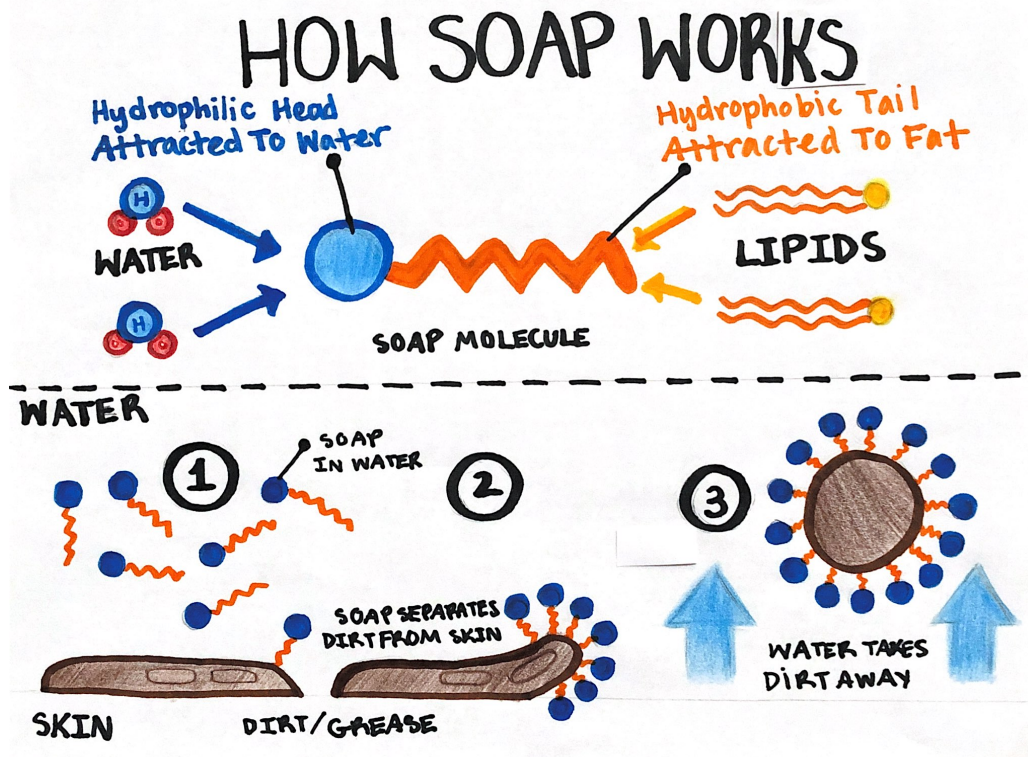 HOW SOAP WORKS
Hydrophilic Head
Attracted To Water
Hydrophobic Tail
Attracted To Fat
H
WATER
H
LIPIDS
SOAP MOLECULE
WATER
1
SOAP
IN WATER
2
3
SOAP SEPARATES
DIRT FROM SKIN
WATER TAKES
DIRT AWAY
SKIN
DIRT/GREASE